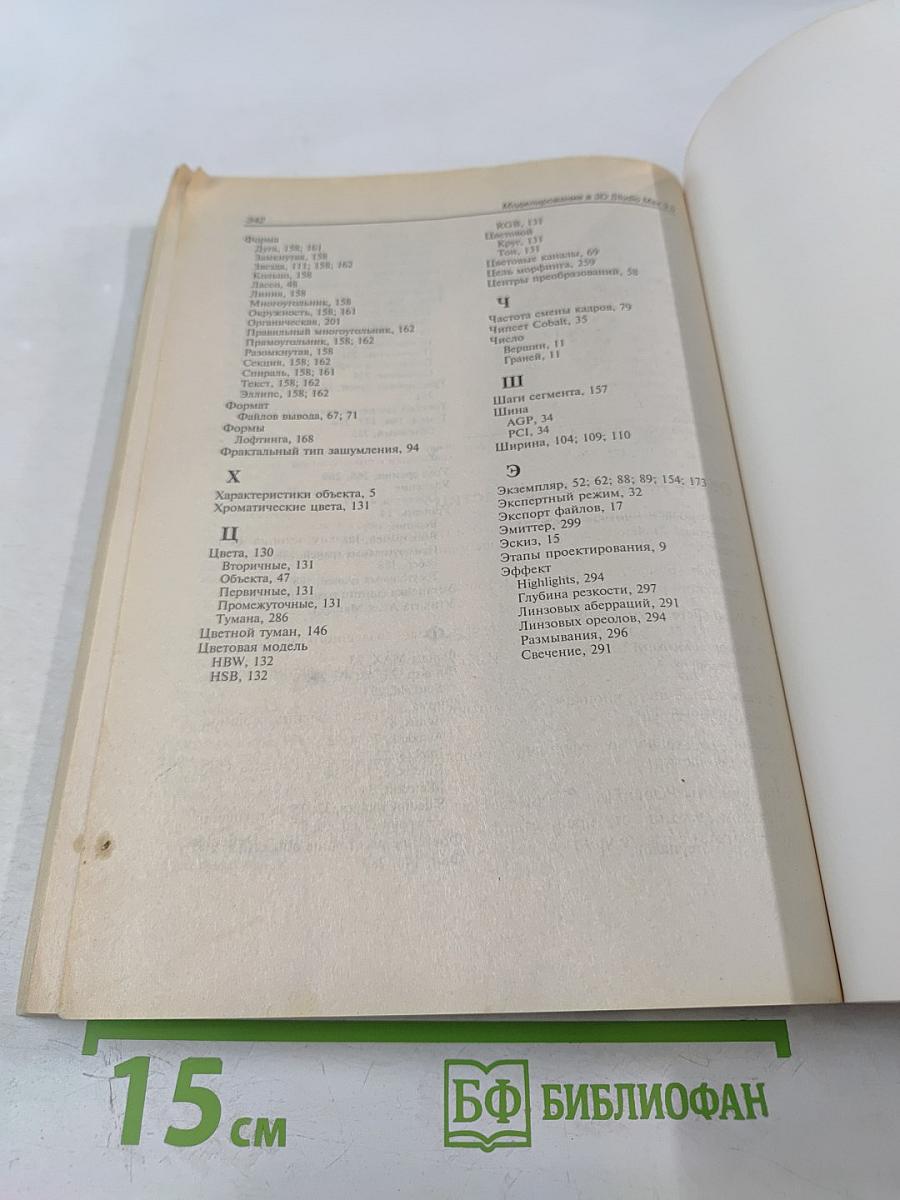 342
Моделирование в 3D Studio Max 3.0
Форма
Дуга, 158; 161
Замкнутая, 158
Звезда, 111; 158; 162
Кольцо, 158
Лассо, 48
Линия, 158
Многоугольник, 158
Окружность, 158; 161
Органическая, 201
Правильный многоугольник, 162
Прямоугольник, 158; 162
Разомкнутая, 158
Секция, 158; 162
Спираль, 158; 161
Текст, 158; 162
Эллипс, 158; 162
Формат
Файлов вывода, 67; 71
Формы
Лофтинга, 168
Фрактальный тип зашумления, 94
Х
Характеристики объекта, 5
Хроматические цвета, 131
Ц
Цвета, 130
Вторичные, 131
Объекта, 47
Первичные, 131
Промежуточные, 131
Тумана, 286
Цветной туман, 146
Цветовая модель
HBW, 132
HSB, 132
RGB, 131
Цветовой
Круг, 131
Тон, 131
Цветовые каналы, 69
Цель морфинга, 259
Центры преобразований, 58
Ч
Частота смены кадров, 79
Чипсет Cobalt, 35
Число
Вершин, 11
Граней, 11
Ш
Шаги сегмента, 157
Шина
AGP, 34
PCI, 34
Ширина, 104; 109; 110
Э
Экземпляр, 52; 62; 88; 89; 154; 173
Экспертный режим, 32
Экспорт файлов, 17
Эмиттер, 299
Эскиз, 15
Этапы проектирования, 9
Эффект
Highlights, 294
Глубина резкости, 297
Линзовых аберраций, 291
Линзовых ореолов, 294
Размывания, 296
Свечение, 291
15 см
БФ БИБЛИОФАН